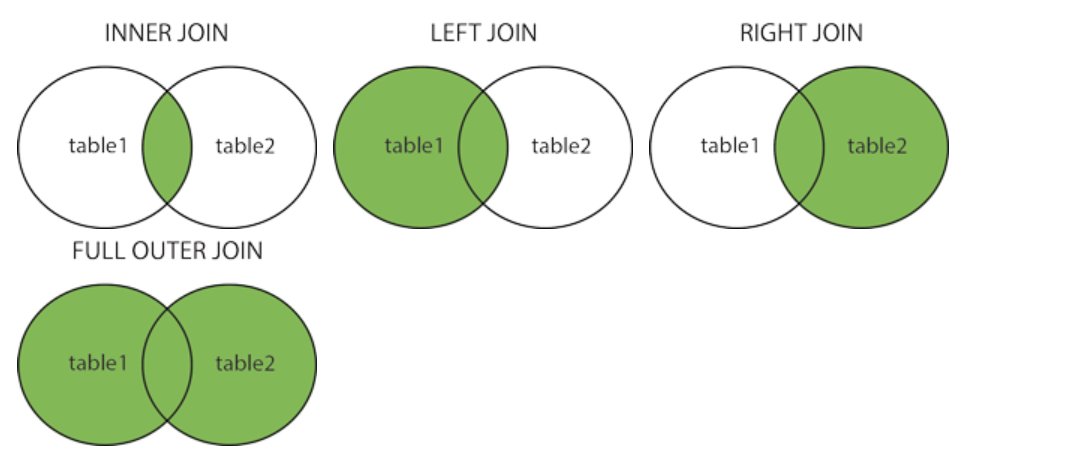 INNER JOIN
LEFT JOIN
RIGHT JOIN
table1
table2
table1
table2
table1
table2
FULL OUTER JOIN
table1
table2